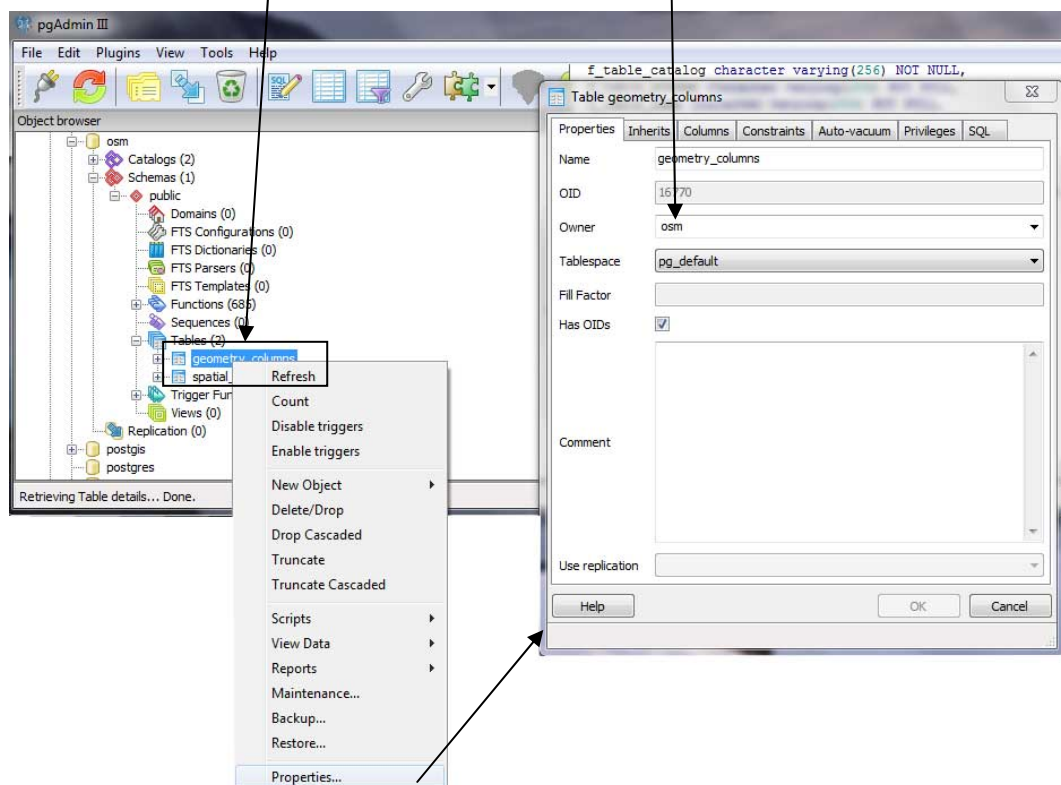 pgAdmin III
File Edit Plugins View Tools Help
Object browser
osm
Catalogs (2)
Schemas (1)
public
Domains (0)
FTS Configurations (0)
FTS Dictionaries (0)
FTS Parsers (0)
FTS Templates (0)
Functions (685)
Sequences (0)
Tables (2)
geometry_columns
spatial_
Trigger Fun
Views (0)
Replication (0)
postgis
postgres
Retrieving Table details... Done.
Refresh
Count
Disable triggers
Enable triggers
New Object
Delete/Drop
Drop Cascaded
Truncate
Truncate Cascaded
Scripts
View Data
Reports
Maintenance...
Backup...
Restore...
Properties...
f_table_catalog character varying(256) NOT NULL,
Table geometry_columns
Properties Inherits Columns Constraints Auto-vacuum Privileges SQL
Name geometry_columns
OID 16770
Owner osm
Tablespace pg_default
Fill Factor
Has OIDs
Comment
Use replication
Help OK Cancel